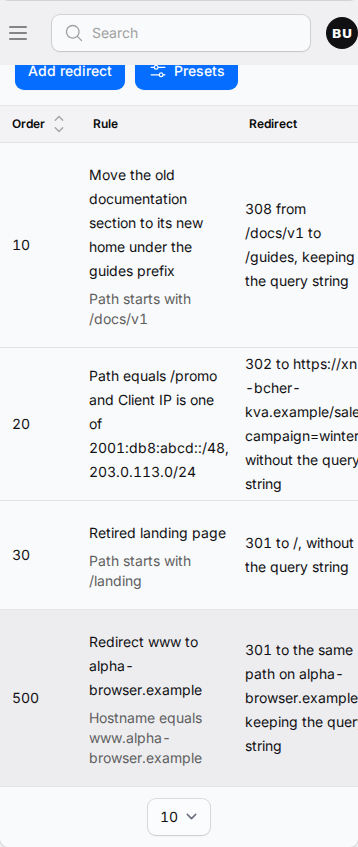 Search
BU
Add redirect
Presets
Order
Rule
Redirect
10
Move the old
documentation
section to its new
home under the
guides prefix
Path starts with
/docs/v1
308 from
/docs/v1 to
/guides, keeping
the query string
20
Path equals /promo
and Client IP is one
of
2001:db8:abcd::/48,
203.0.113.0/24
302 to https://xn
-bcher-
kva.example/sale
campaign=winter
without the query
string
30
Retired landing page
Path starts with
/landing
301 to /, without
the query string
500
Redirect www to
alpha-
browser.example
Hostname equals
www.alpha-
browser.example
301 to the same
path on alpha-
browser.example
keeping the quer
string
10